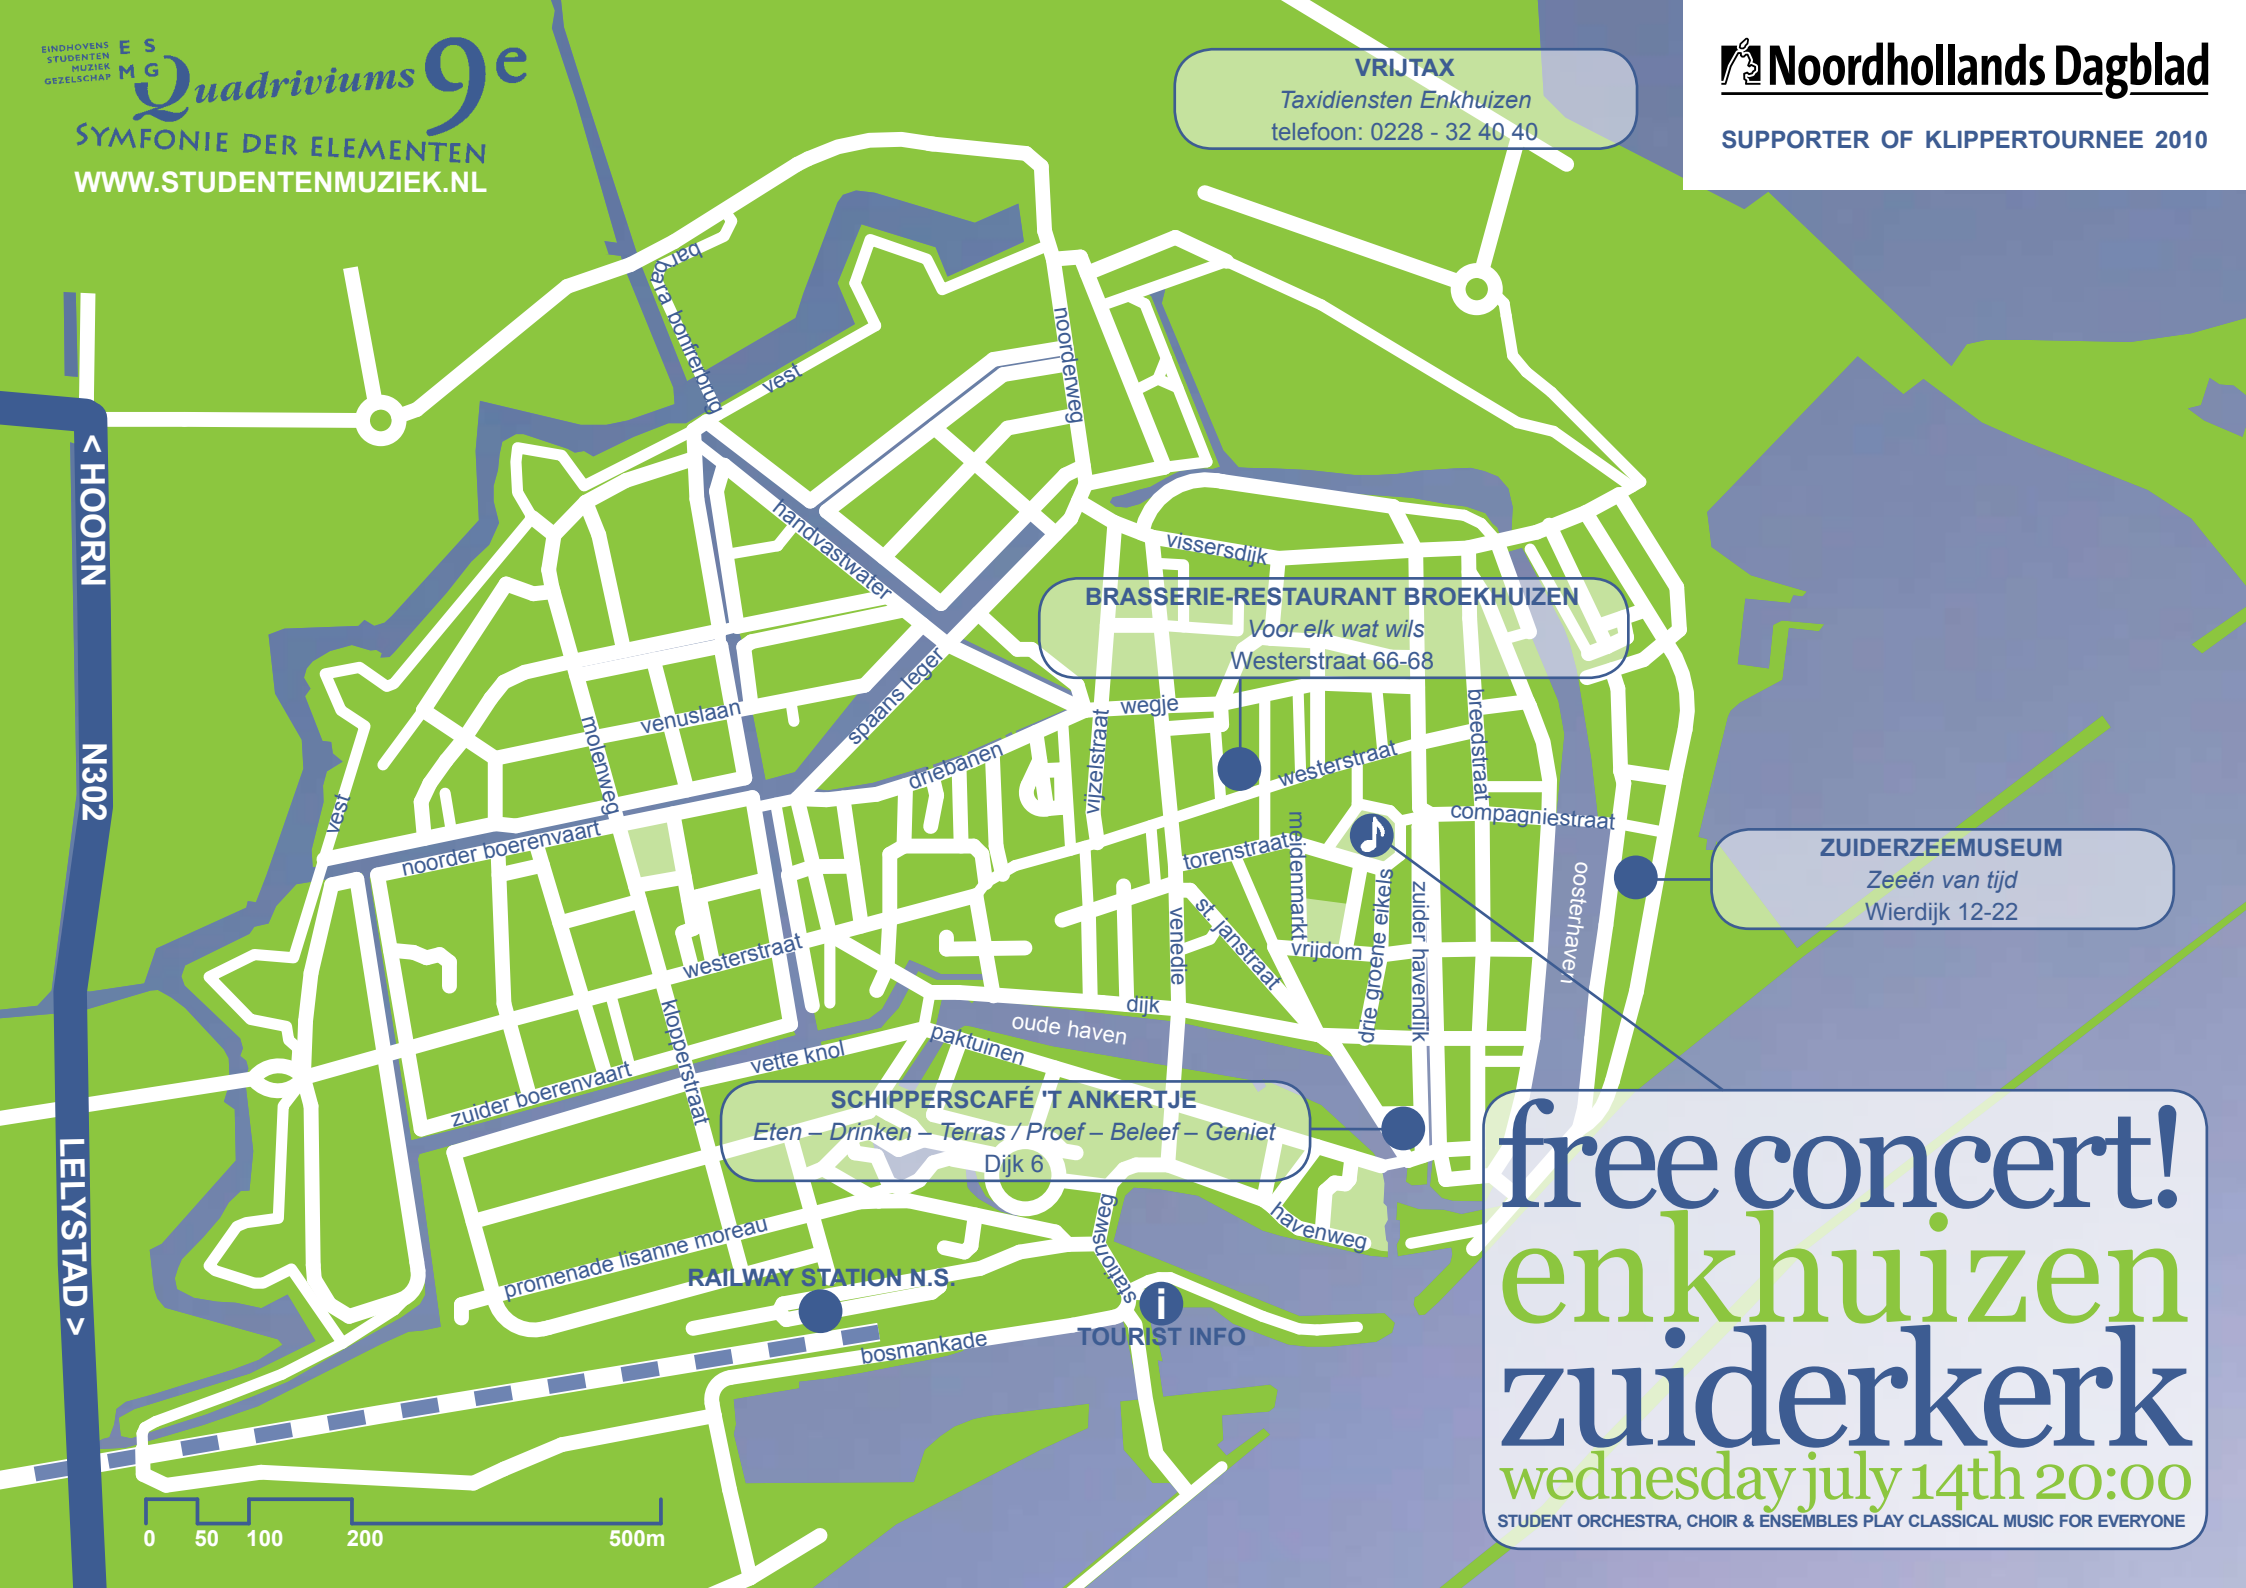 EINDHOVENS
STUDENTEN
MUZIEK
GEZELSCHAP
E S
M G
Quadriviums 9e
SYMFONIE DER ELEMENTEN
WWW.STUDENTENMUZIEK.NL
VRIJTAX
Taxidiensten Enkhuizen
telefoon: 0228 - 32 40 40
Noordhollands Dagblad
SUPPORTER OF KLIPPERTOURNEE 2010
barbara bonfrerbrug
vest
noorderweg
< HOORN
N302
LELYSTAD >
handvastwater
vissersdijk
BRASSERIE-RESTAURANT BROEKHUIZEN
Voor elk wat wils
Westerstraat 66-68
spaans leger
molenweg
venuslaan
driebanen
vijzelstraat
wegje
breedstraat
westerstraat
vest
noorder boerenvaart
compagniestraat
torenstraat
meidenmarkt
ZUIDERZEEMUSEUM
Zeeën van tijd
Wierdijk 12-22
oosterhaven
drie groene eikels
zuider havendijk
st. janstraat
venedie
vrijdom
westerstraat
klopperstraat
dijk
oude haven
paktuinen
vette knol
zuider boerenvaart
SCHIPPERSCAFÉ 'T ANKERTJE
Eten – Drinken – Terras / Proef – Beleef – Geniet
Dijk 6
promenade lisanne moreau
stationsweg
havenweg
RAILWAY STATION N.S.
i
TOURIST INFO
bosmankade
free concert!
enkhuizen
zuiderkerk
wednesday july 14th 20:00
STUDENT ORCHESTRA, CHOIR & ENSEMBLES PLAY CLASSICAL MUSIC FOR EVERYONE
0 50 100 200 500m